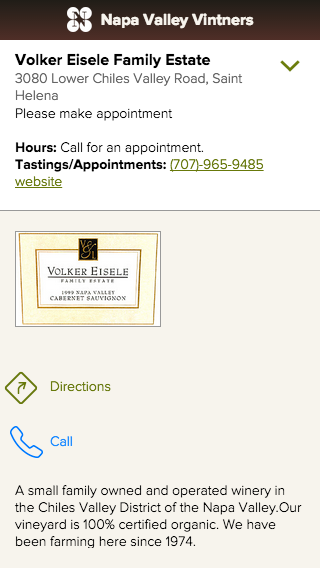 Napa Valley Vintners
Volker Eisele Family Estate
3080 Lower Chiles Valley Road, Saint
Helena
Please make appointment
Hours: Call for an appointment.
Tastings/Appointments: (707)-965-9485
website
VOLKER EISELE
FAMILY ESTATE
1999 NAPA VALLEY
CABERNET SAUVIGNON
Directions
Call
A small family owned and operated winery in
the Chiles Valley District of the Napa Valley.Our
vineyard is 100% certified organic. We have
been farming here since 1974.